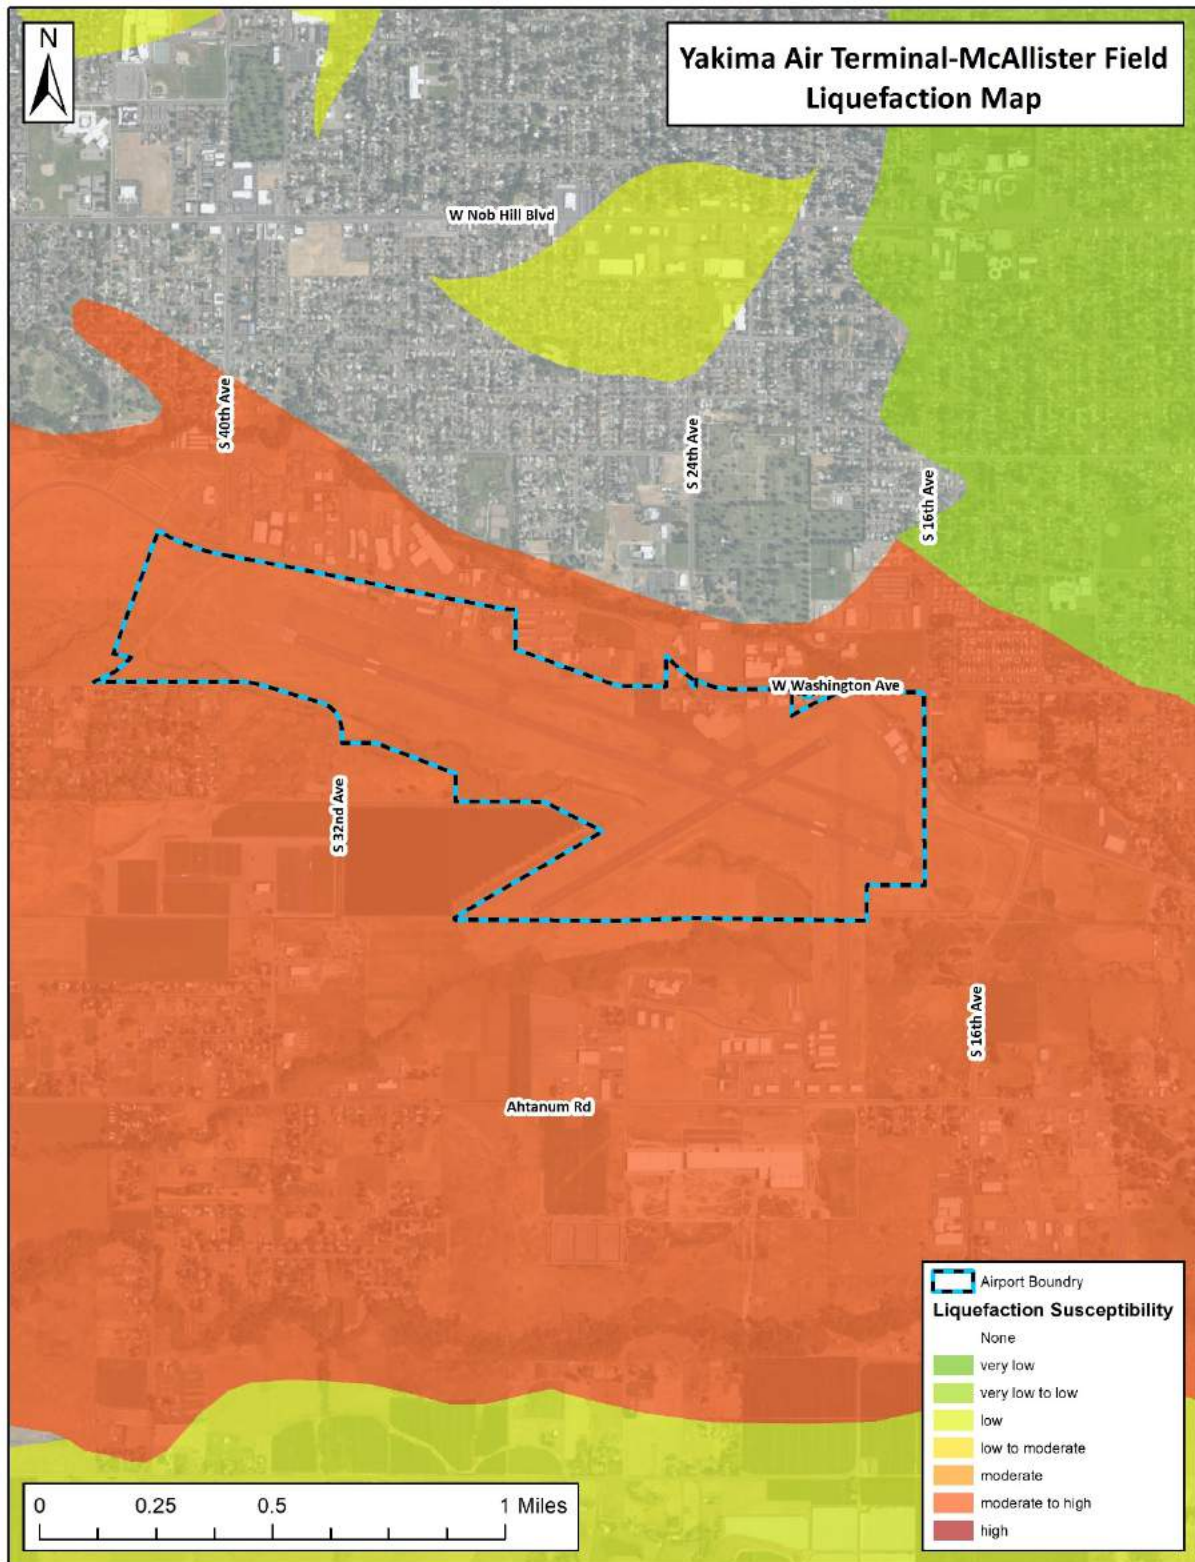 N
Yakima Air Terminal-McAllister Field
Liquefaction Map
W Nob Hill Blvd
S 40th Ave
S 24th Ave
S 16th Ave
W Washington Ave
S 32nd Ave
S 16th Ave
Ahtanum Rd
Airport Boundry
Liquefaction Susceptibility
None
very low
very low to low
low
low to moderate
moderate
moderate to high
high
0 0.25 0.5 1 Miles